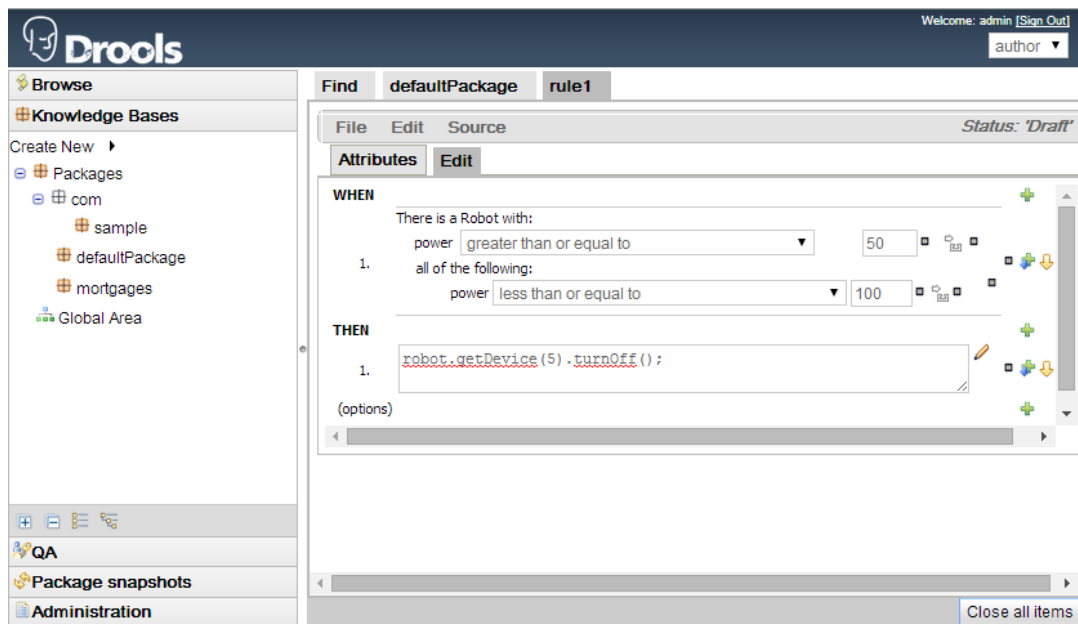 Welcome: admin [Sign Out]
Drools
author
Browse
Knowledge Bases
Create New
Packages
com
sample
defaultPackage
mortgages
Global Area
QA
Package snapshots
Administration
Find defaultPackage rule1
File Edit Source Status: 'Draft'
Attributes Edit
WHEN
There is a Robot with:
power greater than or equal to 50
1.
all of the following:
power less than or equal to 100
THEN
1. robot.getDevice(5).turnOff();
(options)
Close all items